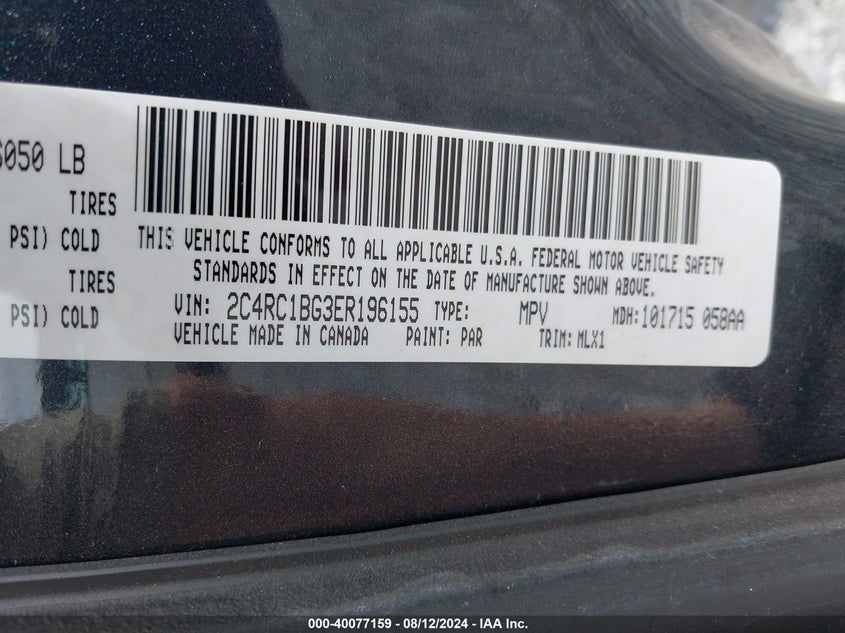 6050 LB
TIRES
PSI) COLD
TIRES
PSI) COLD
THIS VEHICLE CONFORMS TO ALL APPLICABLE U.S.A. FEDERAL MOTOR VEHICLE SAFETY
STANDARDS IN EFFECT ON THE DATE OF MANUFACTURE SHOWN ABOVE.
VIN: 2C4RC1BG3ER196155 TYPE: MPV MDH:101715 058AA
VEHICLE MADE IN CANADA PAINT: PAR TRIM: MLX1
000-40077159 - 08/12/2024 - IAA Inc.